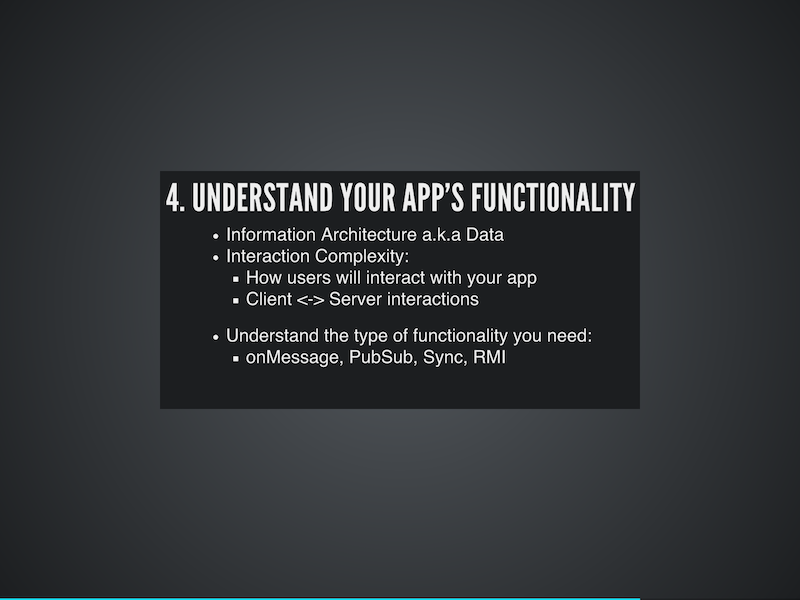 4. UNDERSTAND YOUR APP'S FUNCTIONALITY
• Information Architecture a.k.a Data
• Interaction Complexity:
▪ How users will interact with your app
▪ Client <-> Server interactions
• Understand the type of functionality you need:
▪ onMessage, PubSub, Sync, RMI